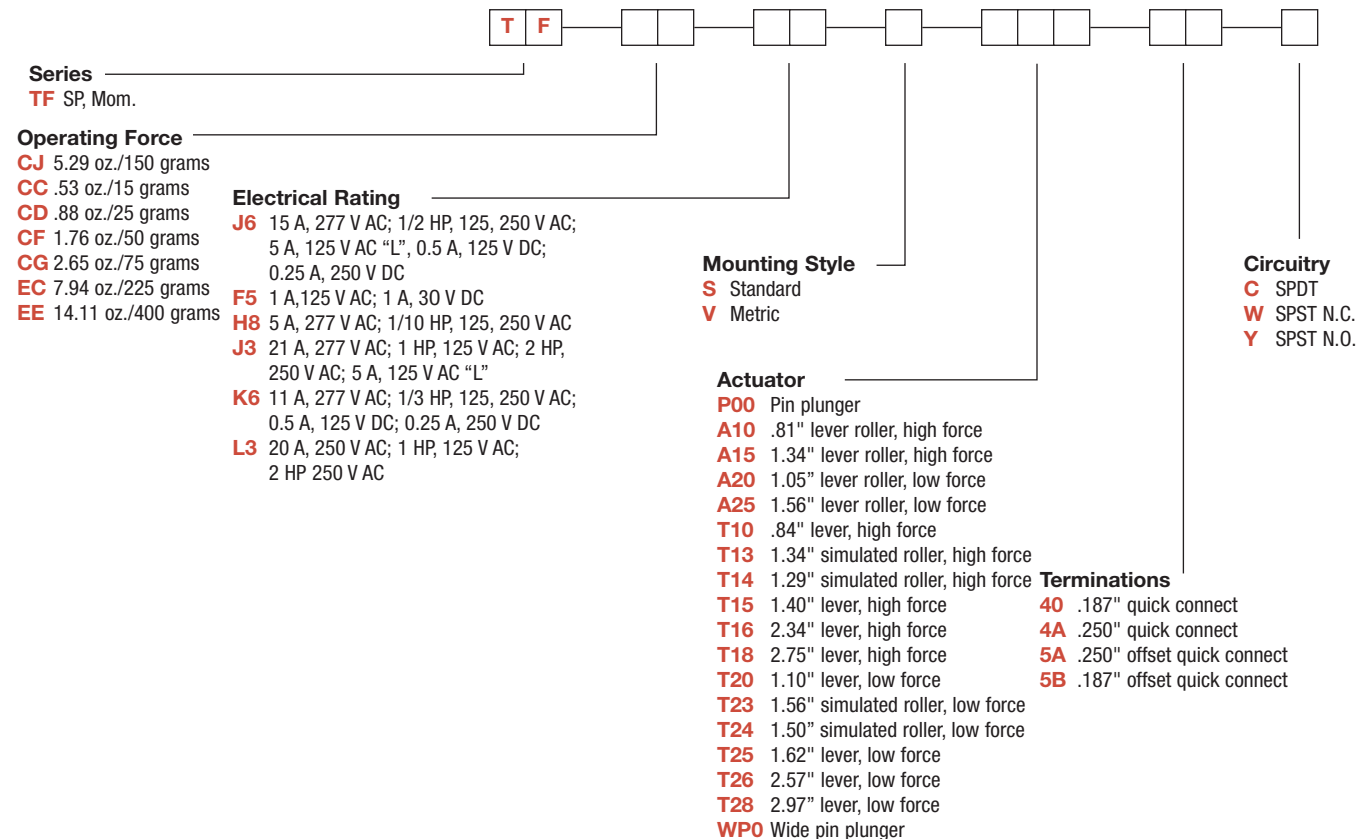 T F
Series
TF SP, Mom.
Operating Force
CJ 5.29 oz./150 grams
CC .53 oz./15 grams
CD .88 oz./25 grams
CF 1.76 oz./50 grams
CG 2.65 oz./75 grams
EC 7.94 oz./225 grams
EE 14.11 oz./400 grams
Electrical Rating
J6 15 A, 277 V AC; 1/2 HP, 125, 250 V AC;
5 A, 125 V AC “L”, 0.5 A, 125 V DC;
0.25 A, 250 V DC
F5 1 A,125 V AC; 1 A, 30 V DC
H8 5 A, 277 V AC; 1/10 HP, 125, 250 V AC
J3 21 A, 277 V AC; 1 HP, 125 V AC; 2 HP,
250 V AC; 5 A, 125 V AC “L”
K6 11 A, 277 V AC; 1/3 HP, 125, 250 V AC;
0.5 A, 125 V DC; 0.25 A, 250 V DC
L3 20 A, 250 V AC; 1 HP, 125 V AC;
2 HP 250 V AC
Mounting Style
S Standard
V Metric
Actuator
P00 Pin plunger
A10 .81" lever roller, high force
A15 1.34" lever roller, high force
A20 1.05” lever roller, low force
A25 1.56" lever roller, low force
T10 .84" lever, high force
T13 1.34" simulated roller, high force
T14 1.29" simulated roller, high force
T15 1.40" lever, high force
T16 2.34" lever, high force
T18 2.75" lever, high force
T20 1.10" lever, low force
T23 1.56" simulated roller, low force
T24 1.50” simulated roller, low force
T25 1.62" lever, low force
T26 2.57" lever, low force
T28 2.97” lever, low force
WP0 Wide pin plunger
Terminations
40 .187" quick connect
4A .250" quick connect
5A .250" offset quick connect
5B .187" offset quick connect
Circuitry
C SPDT
W SPST N.C.
Y SPST N.O.